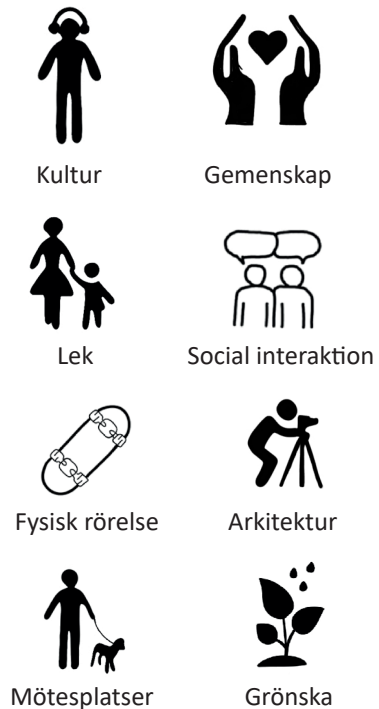 Kultur
Gemenskap
Lek
Social interaktion
Fysisk rörelse
Arkitektur
Mötesplatser
Grönska